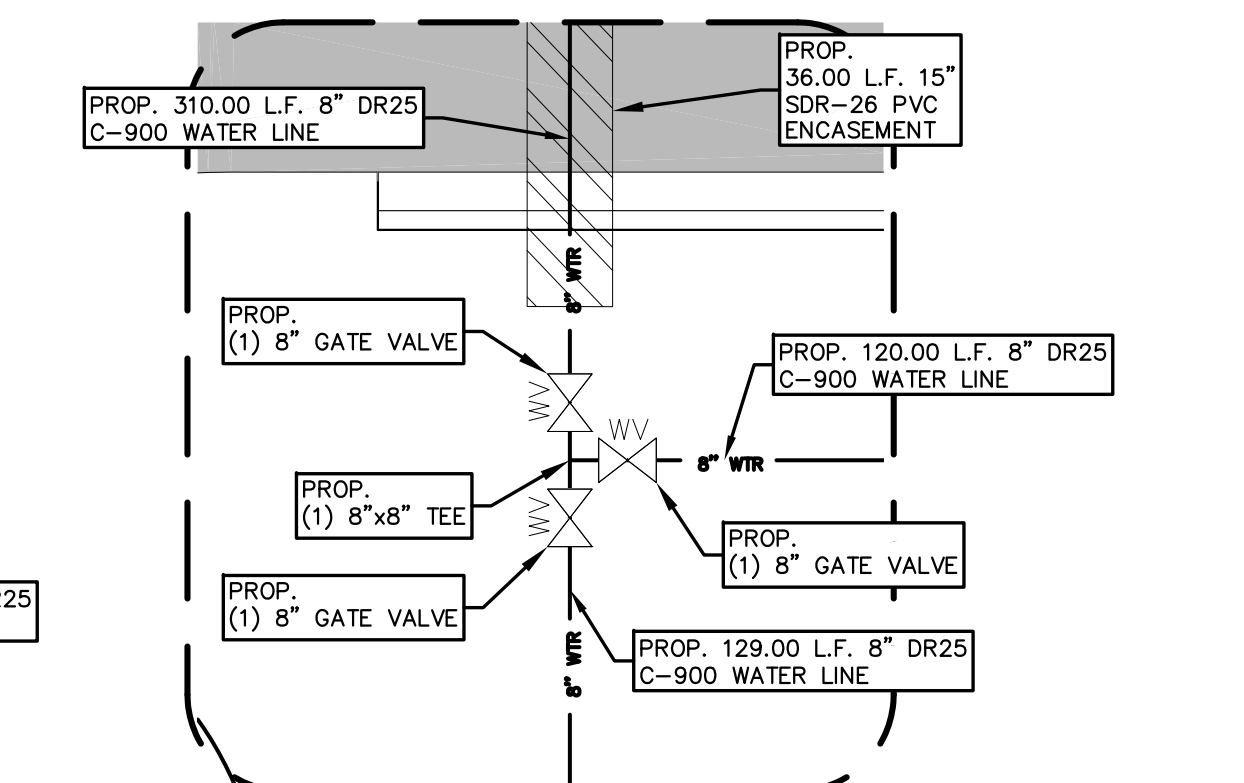 PROP.
36.00 L.F. 15”
SDR-26 PVC
ENCASEMENT
PROP. 310.00 L.F. 8” DR25
C-900 WATER LINE
8” WTR
PROP.
(1) 8” GATE VALVE
PROP. 120.00 L.F. 8” DR25
C-900 WATER LINE
WV
WV
8” WTR
PROP.
(1) 8”x8” TEE
WV
PROP.
(1) 8” GATE VALVE
PROP.
(1) 8” GATE VALVE
25
8” WTR
PROP. 129.00 L.F. 8” DR25
C-900 WATER LINE